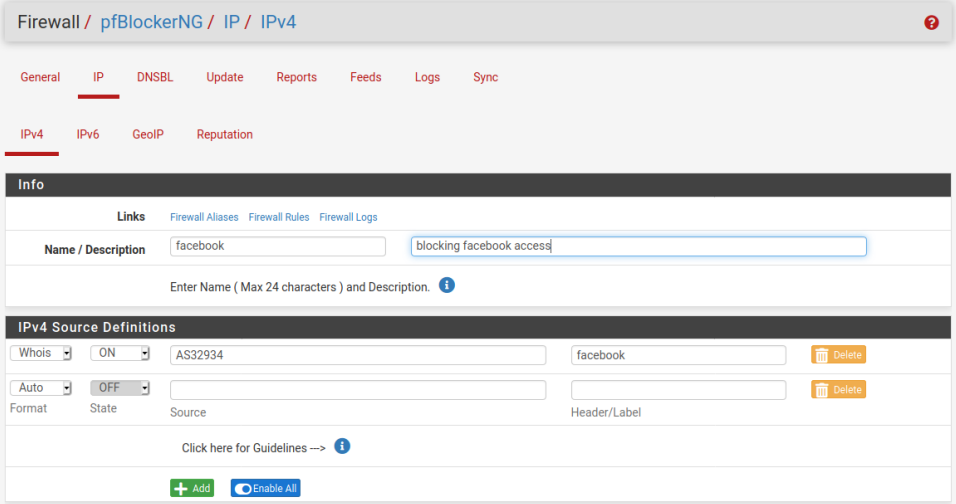 Firewall / pfBlockerNG / IP / IPv4
General IP DNSBL Update Reports Feeds Logs Sync
IPv4 IPv6 GeoIP Reputation
Info
Links Firewall Aliases Firewall Rules Firewall Logs
Name / Description facebook blocking facebook access
Enter Name ( Max 24 characters ) and Description.
IPv4 Source Definitions
Whois ON AS32934 facebook Delete
Auto OFF Delete
Format State Source Header/Label
Click here for Guidelines --->
Add Enable All